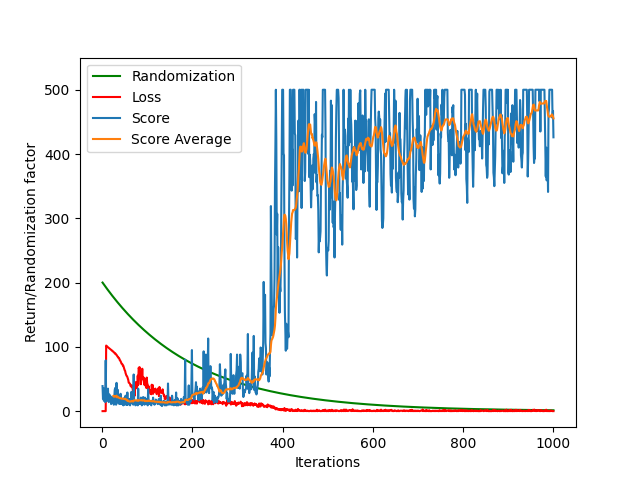 Randomization
Loss
Score
Score Average
Return/Randomization factor
500
400
300
200
100
0
0 200 400 600 800 1000
Iterations